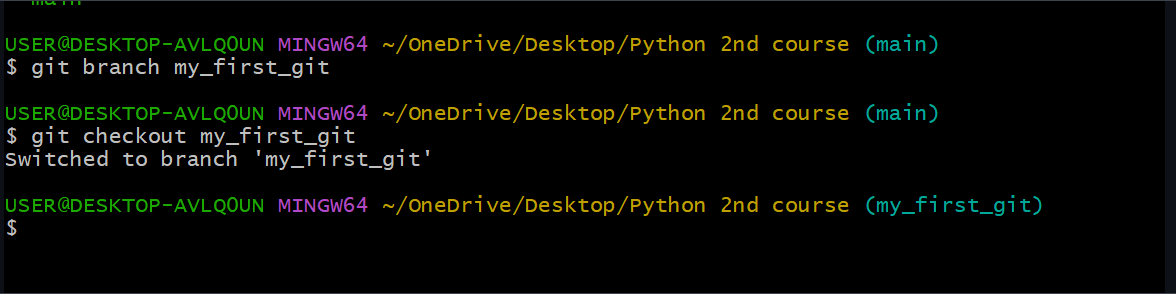 main
USER@DESKTOP-AVLQ0UN MINGW64 ~/OneDrive/Desktop/Python 2nd course (main)
$ git branch my_first_git
USER@DESKTOP-AVLQ0UN MINGW64 ~/OneDrive/Desktop/Python 2nd course (main)
$ git checkout my_first_git
Switched to branch 'my_first_git'
USER@DESKTOP-AVLQ0UN MINGW64 ~/OneDrive/Desktop/Python 2nd course (my_first_git)
$